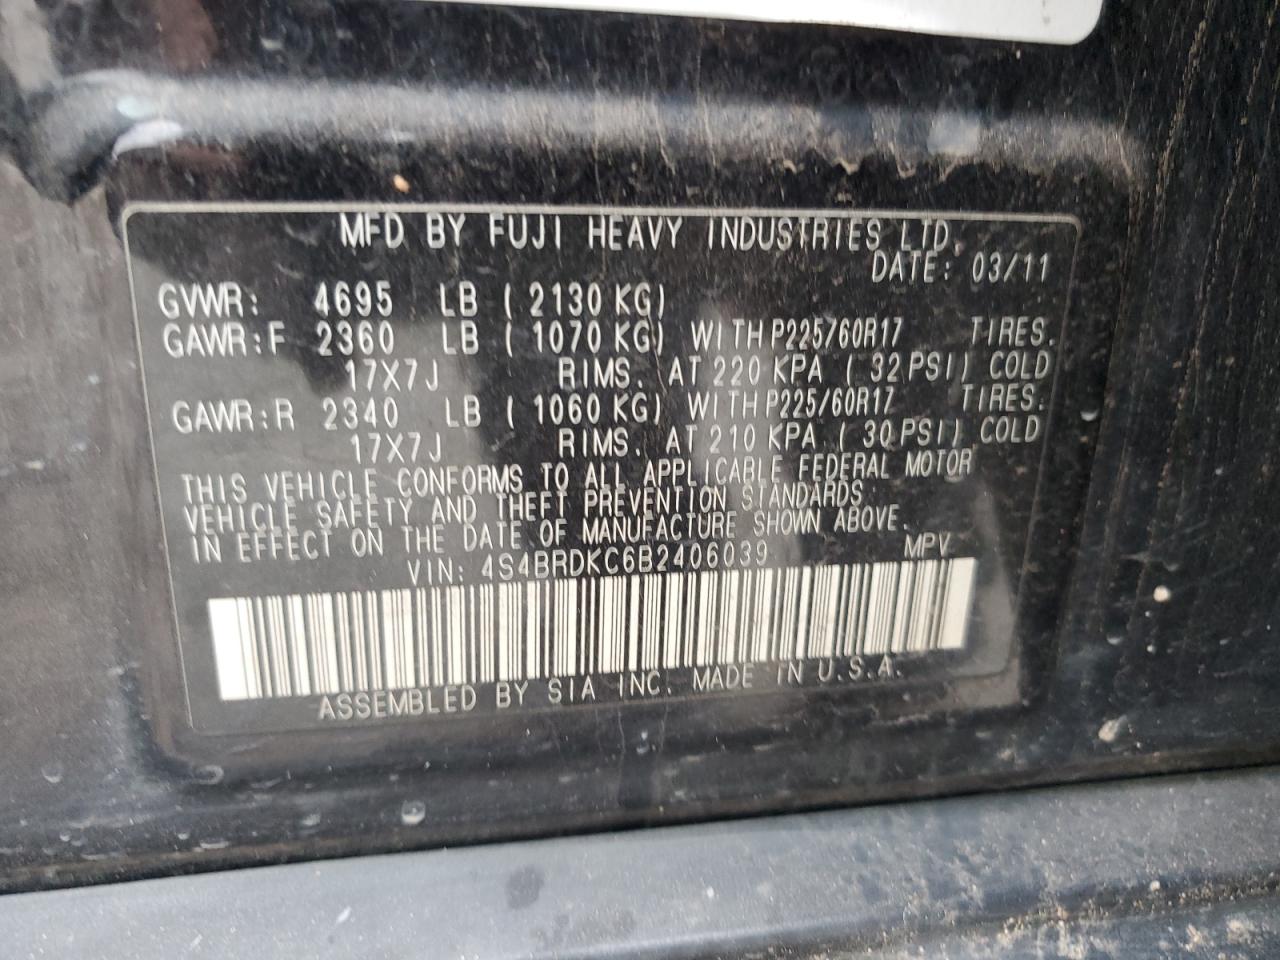 MFD BY FUJI HEAVY INDUSTRIES LTD.
DATE: 03/11
GVWR: 4695 LB (2130 KG)
GAWR:F 2360 LB (1070 KG) WITH P225/60R17 TIRES.
17X7J RIMS. AT 220 KPA (32 PSI) COLD
GAWR:R 2340 LB (1060 KG) WITH P225/60R17 TIRES.
17X7J RIMS. AT 210 KPA (30 PSI) COLD
THIS VEHICLE CONFORMS TO ALL APPLICABLE FEDERAL MOTOR
VEHICLE SAFETY AND THEFT PREVENTION STANDARDS
IN EFFECT ON THE DATE OF MANUFACTURE SHOWN ABOVE.
VIN: 4S4BRDKC6B2406039 MPV
ASSEMBLED BY SIA INC. MADE IN U.S.A.